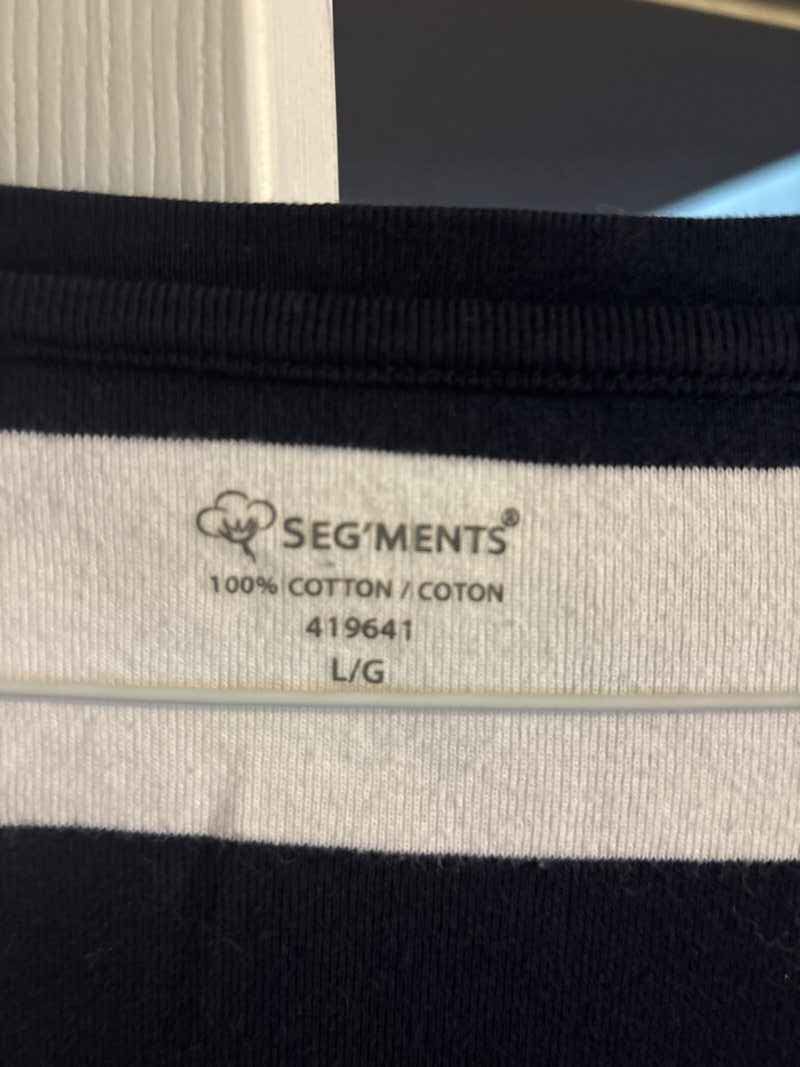 SEG'MENTS®
100% COTTON / COTON
419641
L/G